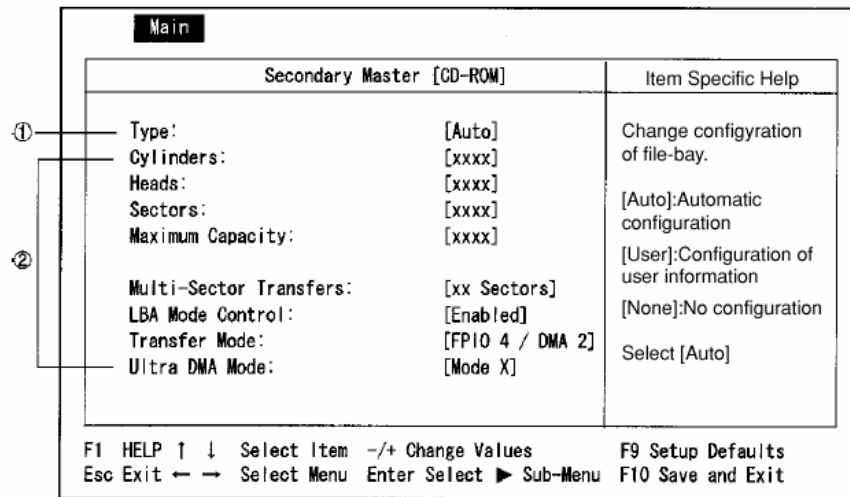 Main
Secondary Master [CD-ROM]
Item Specific Help
① Type: [Auto]
② Cylinders: [xxxx]
Heads: [xxxx]
Sectors: [xxxx]
Maximum Capacity: [xxxx]
Multi-Sector Transfers: [xx Sectors]
LBA Mode Control: [Enabled]
Transfer Mode: [FPIO 4 / DMA 2]
Ultra DMA Mode: [Mode X]
Change configyration
of file-bay.
[Auto]:Automatic
configuration
[User]:Configuration of
user information
[None]:No configuration
Select [Auto]
F1 HELP ↑ ↓ Select Item -/+ Change Values F9 Setup Defaults
Esc Exit ← → Select Menu Enter Select ▶ Sub-Menu F10 Save and Exit